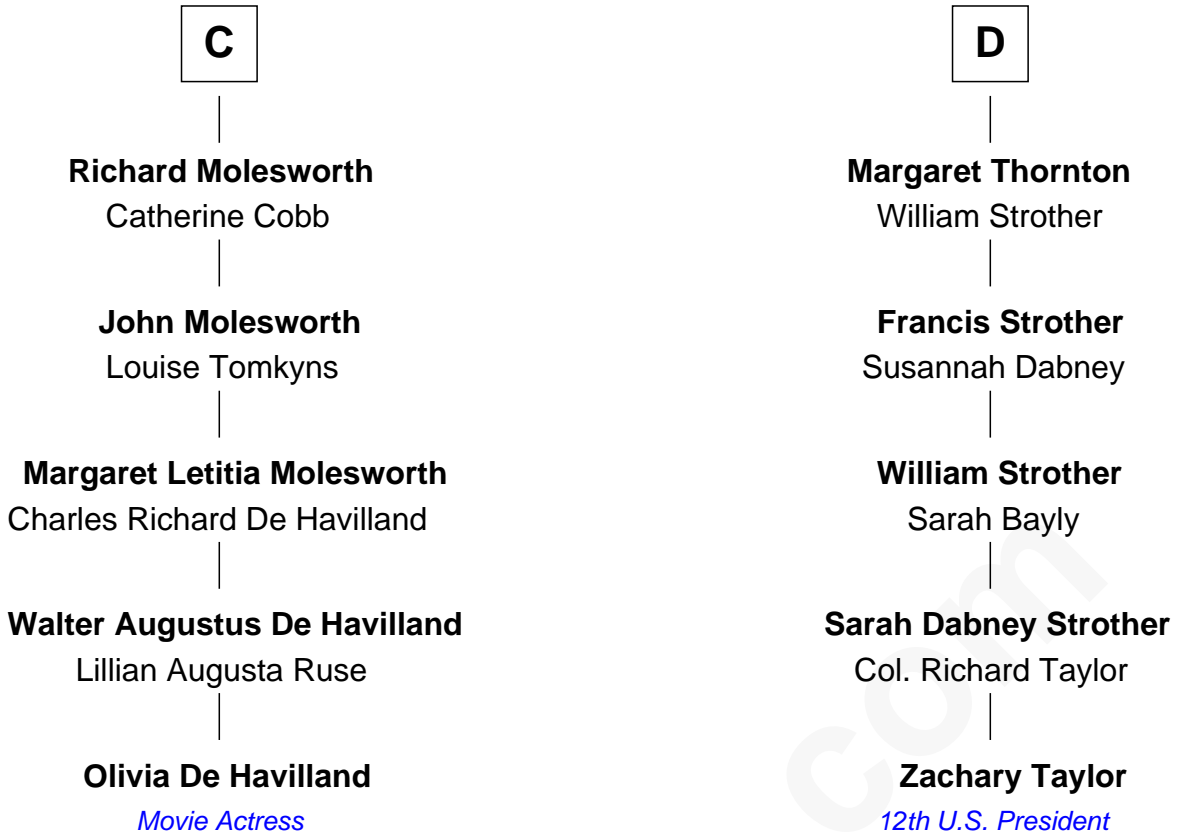 C
Richard Molesworth
Catherine Cobb
John Molesworth
Louise Tomkyns
Margaret Letitia Molesworth
Charles Richard De Havilland
Walter Augustus De Havilland
Lillian Augusta Ruse
Olivia De Havilland
Movie Actress
D
Margaret Thornton
William Strother
Francis Strother
Susannah Dabney
William Strother
Sarah Bayly
Sarah Dabney Strother
Col. Richard Taylor
Zachary Taylor
12th U.S. President
com